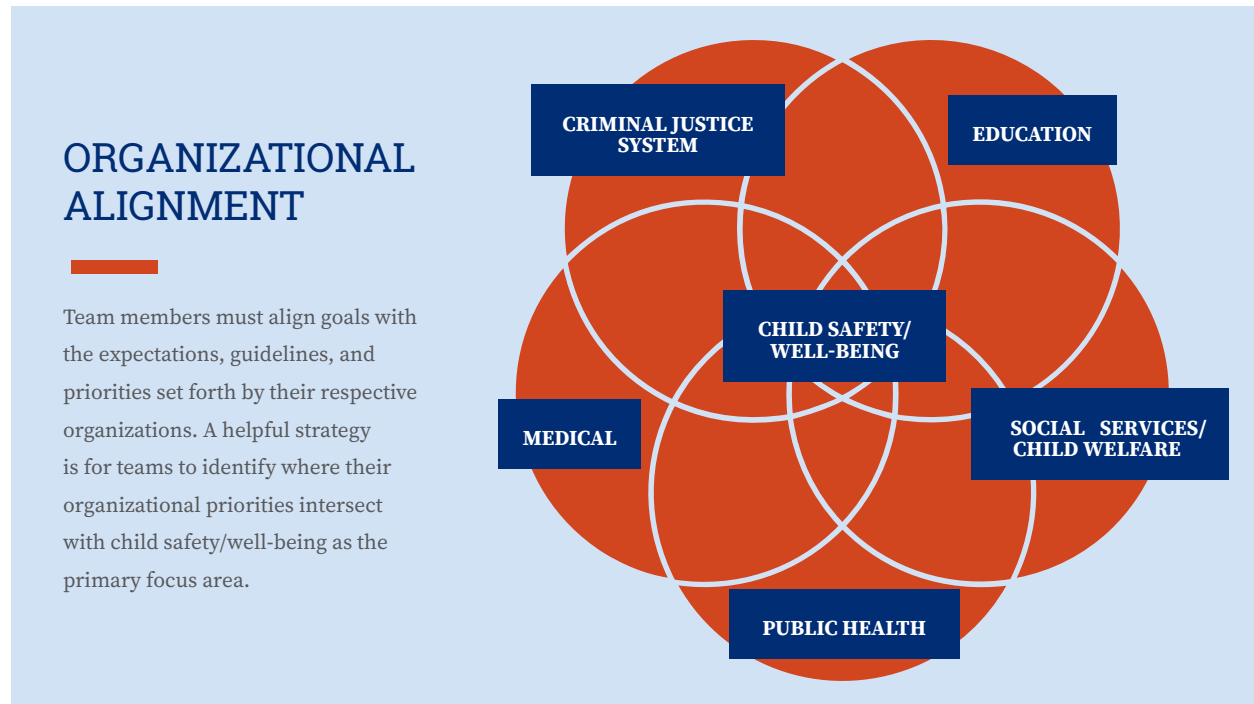 ORGANIZATIONAL
ALIGNMENT
Team members must align goals with
the expectations, guidelines, and
priorities set forth by their respective
organizations. A helpful strategy
is for teams to identify where their
organizational priorities intersect
with child safety/well-being as the
primary focus area.
CRIMINAL JUSTICE
SYSTEM
EDUCATION
CHILD SAFETY/
WELL-BEING
MEDICAL
SOCIAL SERVICES/
CHILD WELFARE
PUBLIC HEALTH